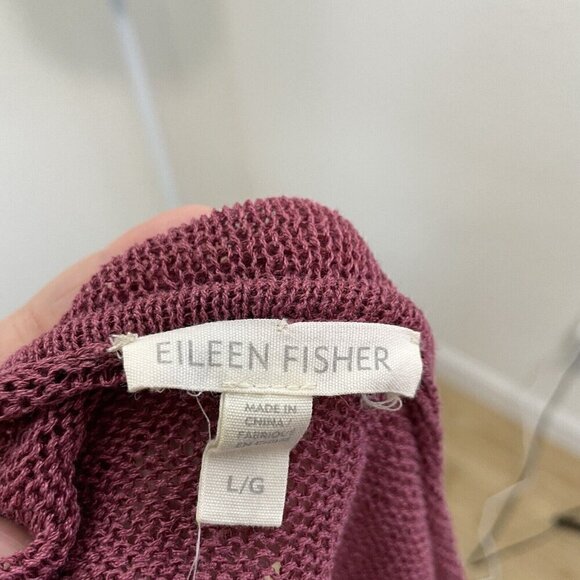 EILEEN FISHER
MADE IN
CHINA/
L/G